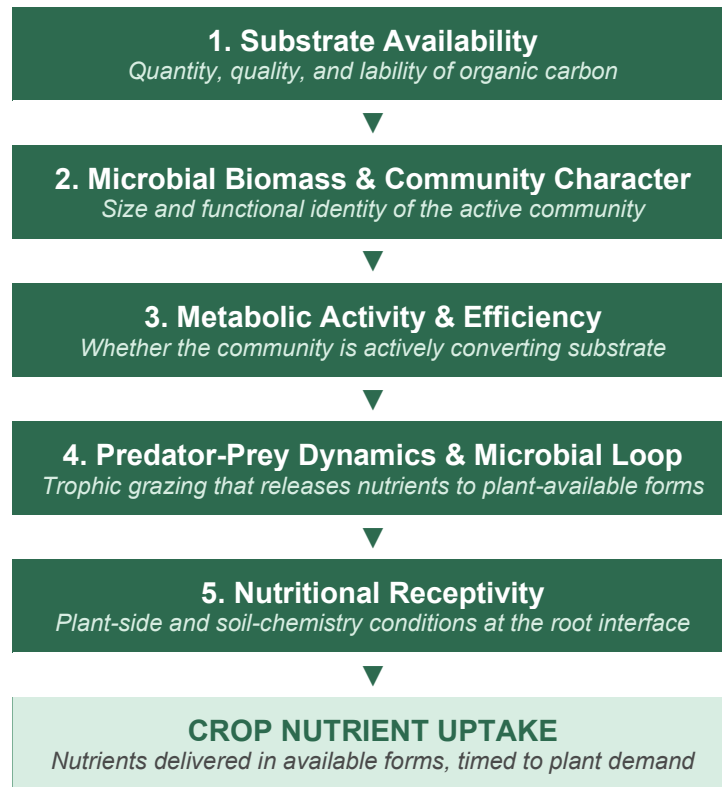 1. Substrate Availability
Quantity, quality, and lability of organic carbon
2. Microbial Biomass & Community Character
Size and functional identity of the active community
3. Metabolic Activity & Efficiency
Whether the community is actively converting substrate
4. Predator-Prey Dynamics & Microbial Loop
Trophic grazing that releases nutrients to plant-available forms
5. Nutritional Receptivity
Plant-side and soil-chemistry conditions at the root interface
CROP NUTRIENT UPTAKE
Nutrients delivered in available forms, timed to plant demand